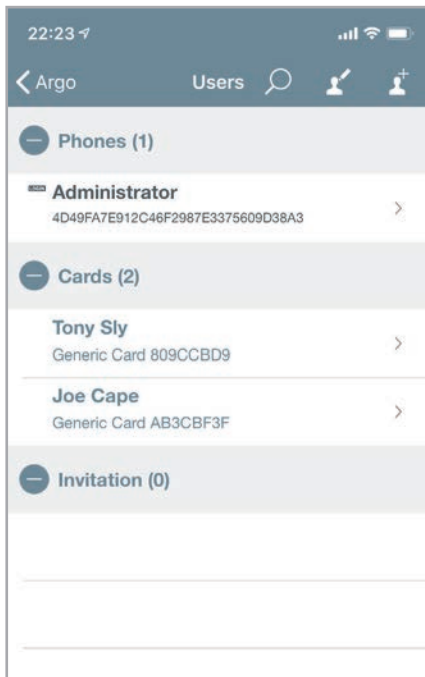 22:23
Argo
Users
Phones (1)
Administrator
4D49FA7E912C46F2987E3375609D38A3
Cards (2)
Tony Sly
Generic Card 809CCBD9
Joe Cape
Generic Card AB3CBF3F
Invitation (0)